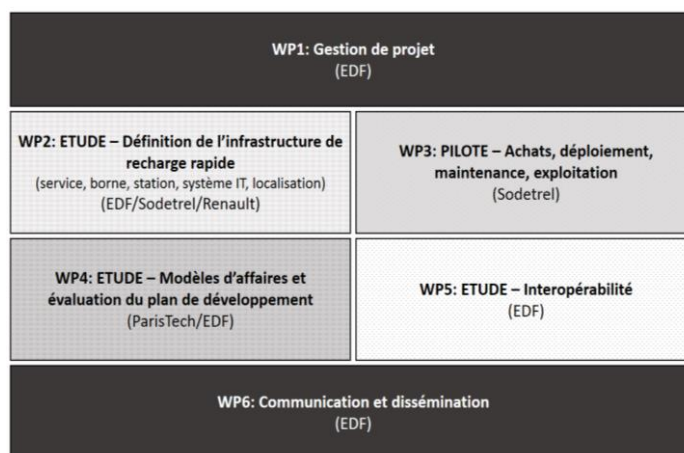 WP1: Gestion de projet
(EDF)
WP2: ETUDE – Définition de l'infrastructure de
recharge rapide
(service, borne, station, système IT, localisation)
(EDF/Sodetrel/Renault)
WP3: PILOTE – Achats, déploiement,
maintenance, exploitation
(Sodetrel)
WP4: ETUDE – Modèles d'affaires et
évaluation du plan de développement
(ParisTech/EDF)
WP5: ETUDE – Interopérabilité
(EDF)
WP6: Communication et dissémination
(EDF)